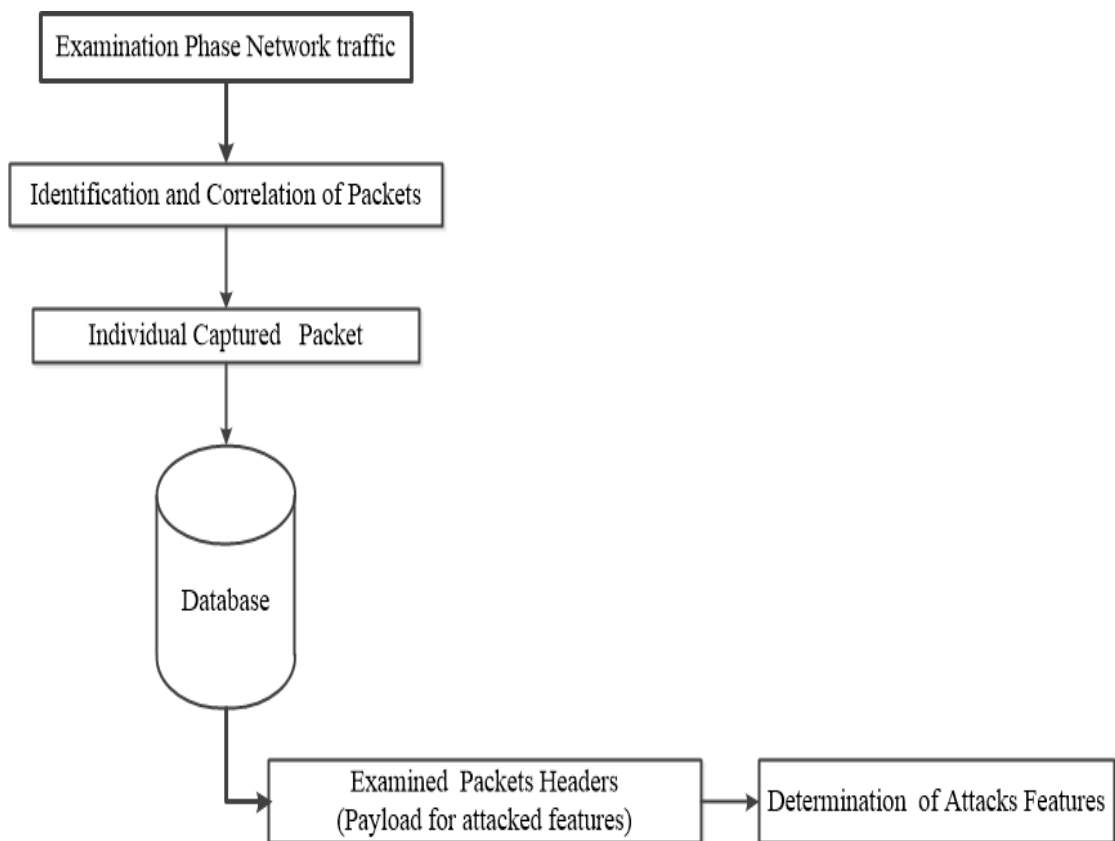 Examination Phase Network traffic
Identification and Correlation of Packets
Individual Captured Packet
Database
Examined Packets Headers
(Payload for attacked features)
Determination of Attacks Features